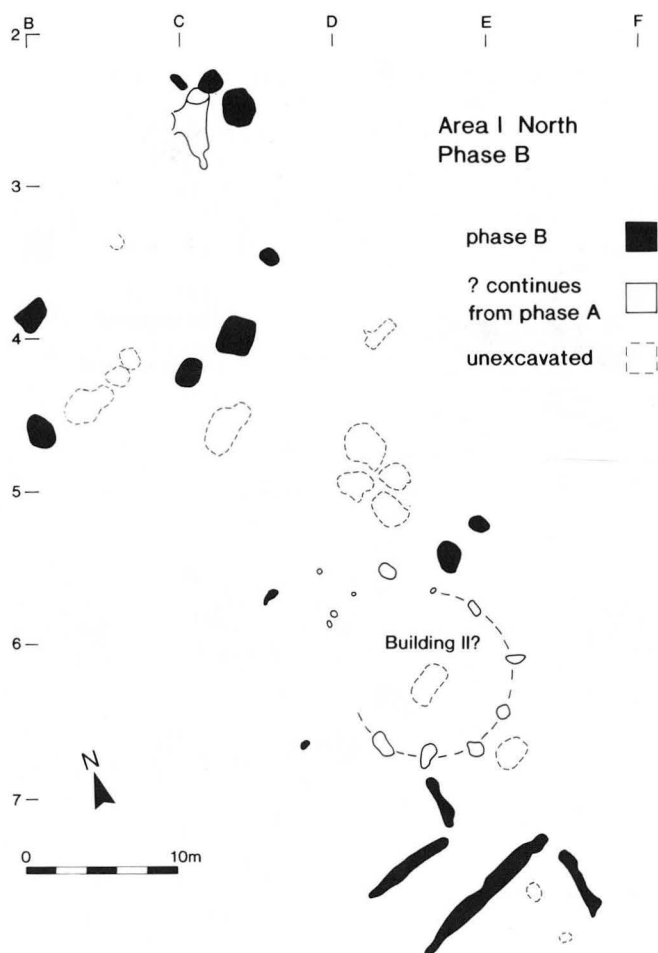 B C D E F
2
Area I North
Phase B
3
phase B
? continues
from phase A
4
unexcavated
5
6
Building II?
N
7
0 10m